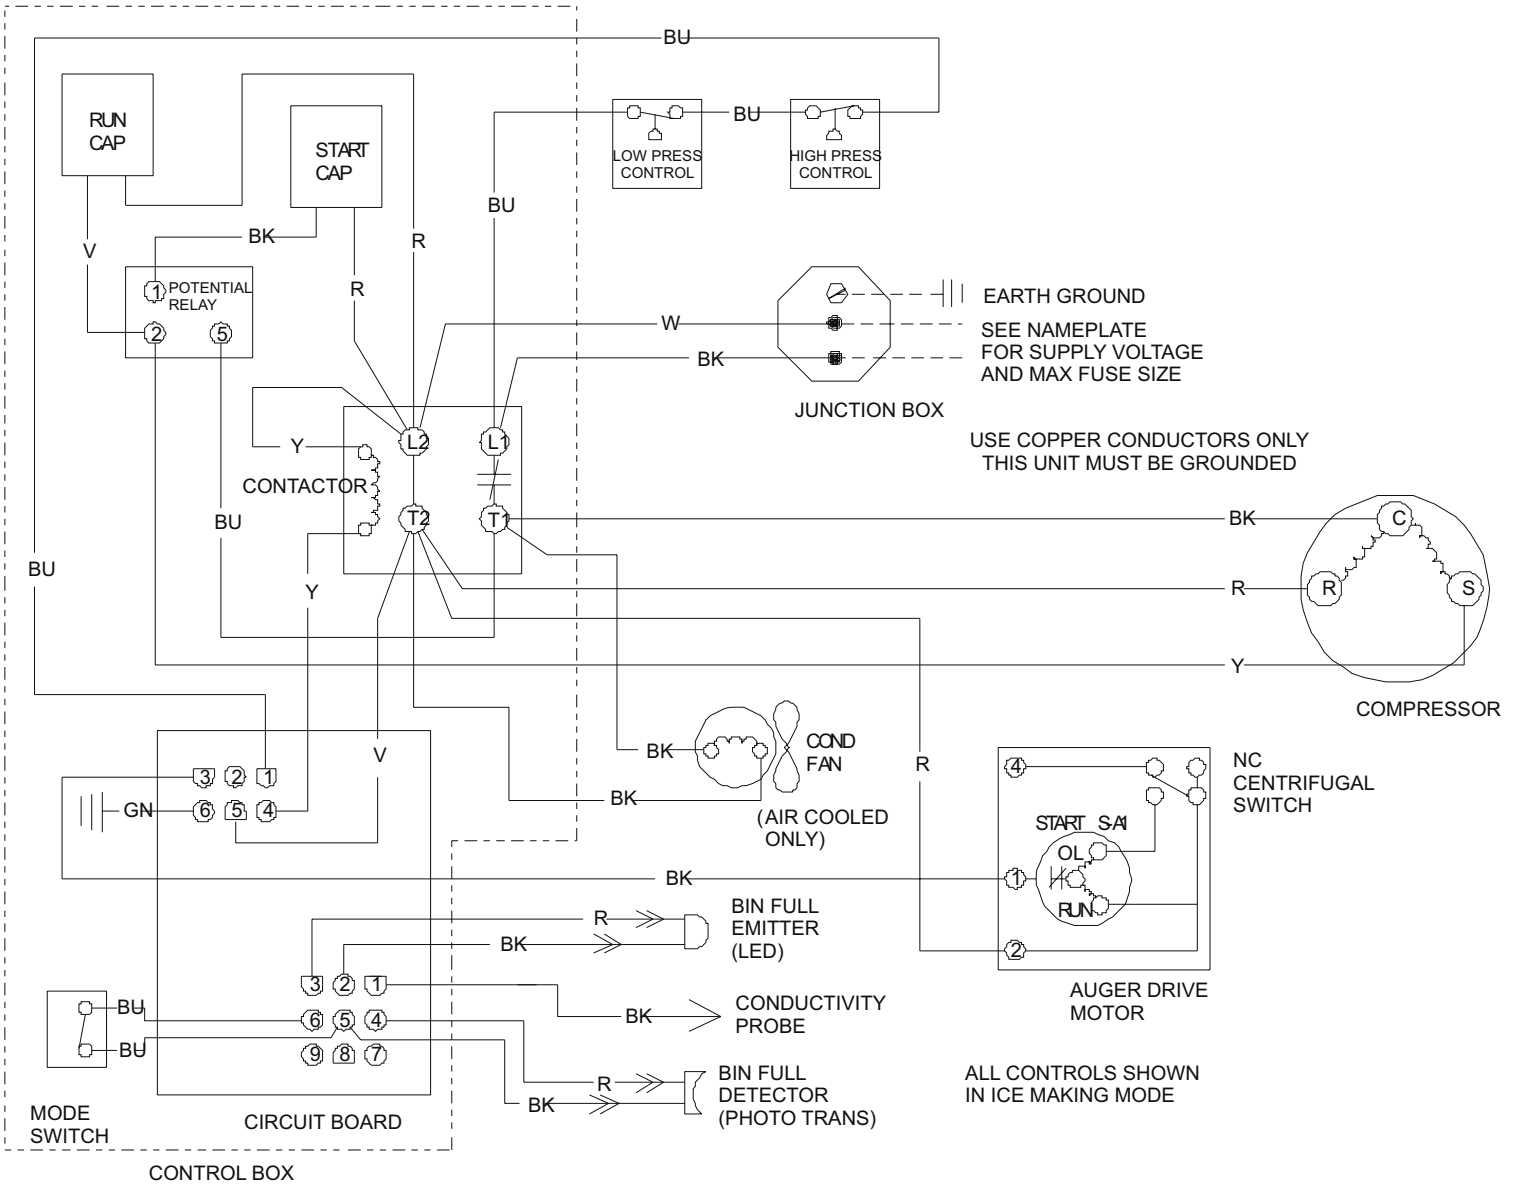 BU
RUN
CAP
START
CAP
BU
LOW PRESS
CONTROL
HIGH PRESS
CONTROL
BU
V
BK
R
R
1
POTENTIAL
RELAY
2
5
EARTH GROUND
W
SEE NAMEPLATE
FOR SUPPLY VOLTAGE
AND MAX FUSE SIZE
BK
JUNCTION BOX
Y
L2
L1
USE COPPER CONDUCTORS ONLY
THIS UNIT MUST BE GROUNDED
CONTACTOR
BU
T2
T1
BK
C
BU
Y
R
R
S
Y
COMPRESSOR
V
BK
COND
FAN
R
NC
CENTRIFUGAL
SWITCH
4
3
2
1
GN
6
5
4
BK
(AIR COOLED
ONLY)
START S-A1
OL
BK
1
RUN
R
BIN FULL
EMITTER
(LED)
BK
2
3
2
1
AUGER DRIVE
MOTOR
BU
6
5
4
BK
CONDUCTIVITY
PROBE
BU
9
8
7
R
BK
BIN FULL
DETECTOR
(PHOTO TRANS)
ALL CONTROLS SHOWN
IN ICE MAKING MODE
MODE
SWITCH
CIRCUIT BOARD
CONTROL BOX